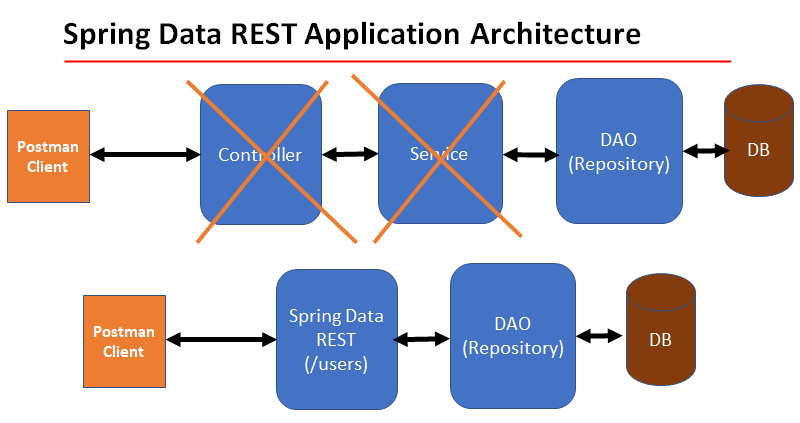 Spring Data REST Application Architecture
Postman
Client
Controller
Service
DAO
(Repository)
DB
Postman
Client
Spring Data
REST
(/users)
DAO
(Repository)
DB